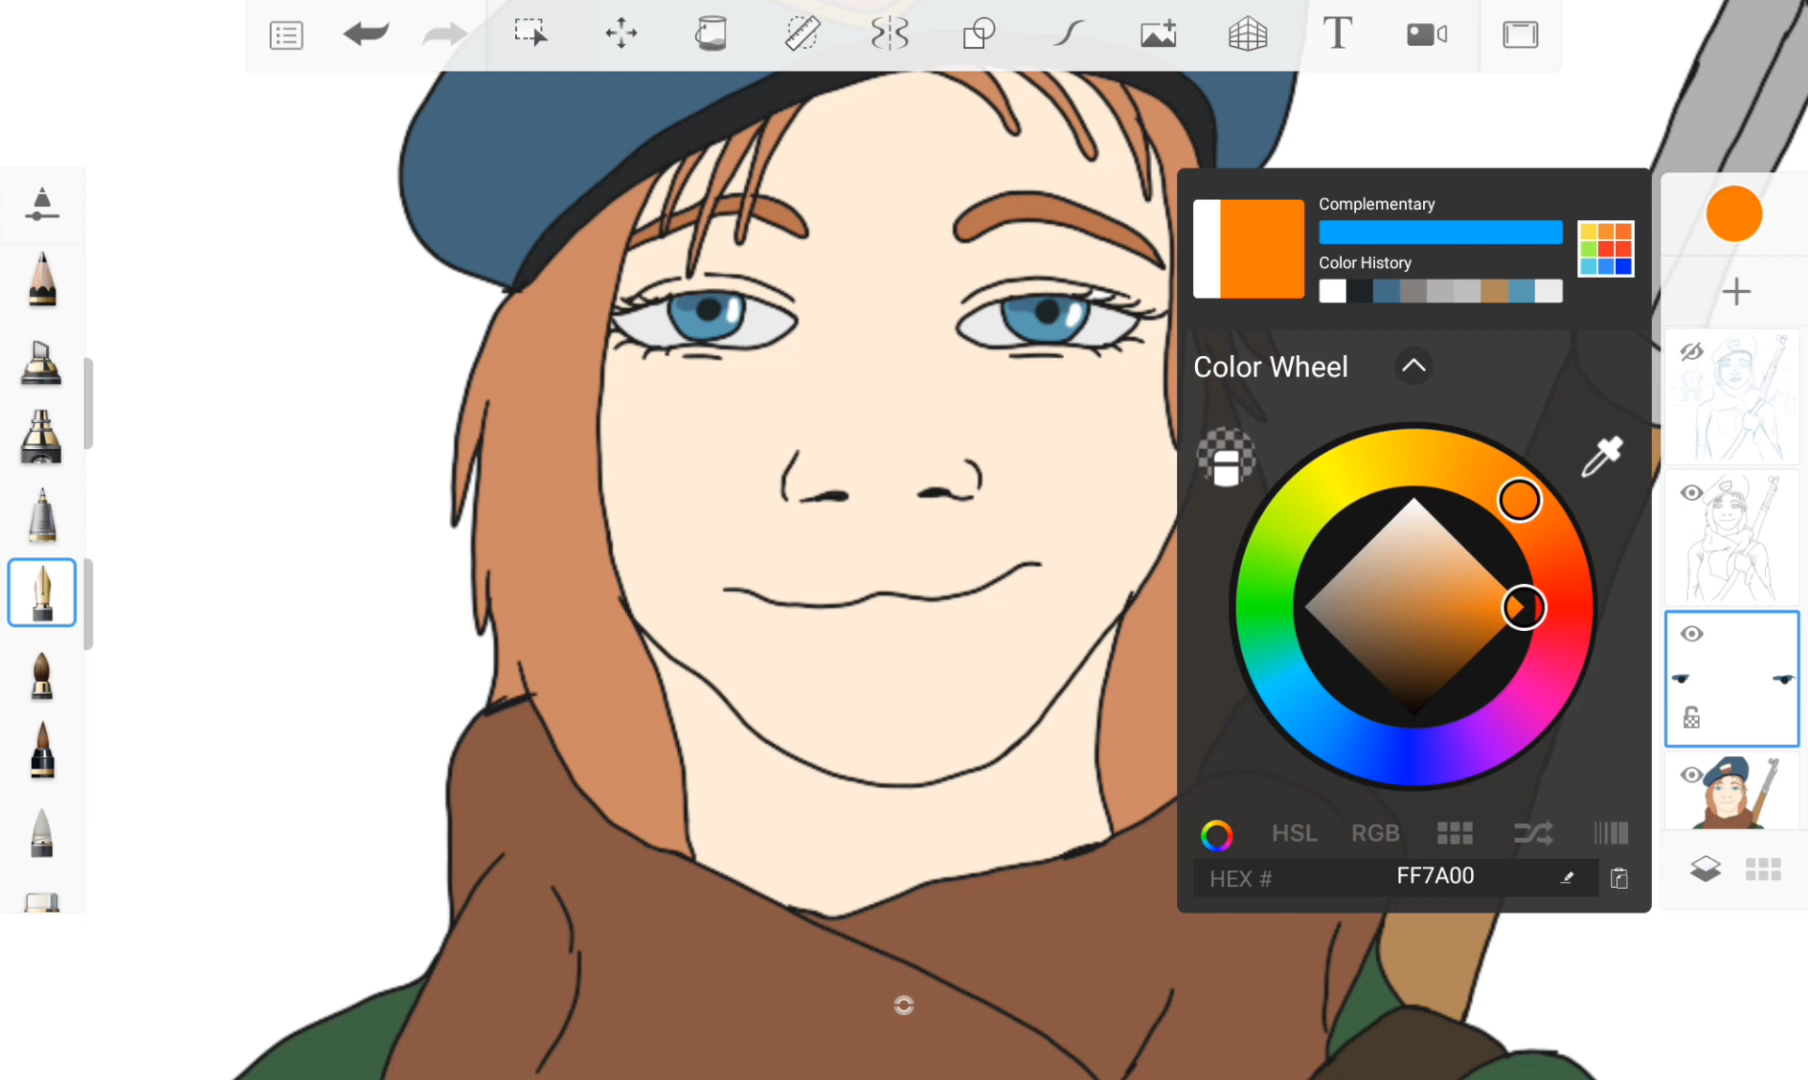 T
Complementary
Color History
Color Wheel
HSL RGB
HEX # FF7A00